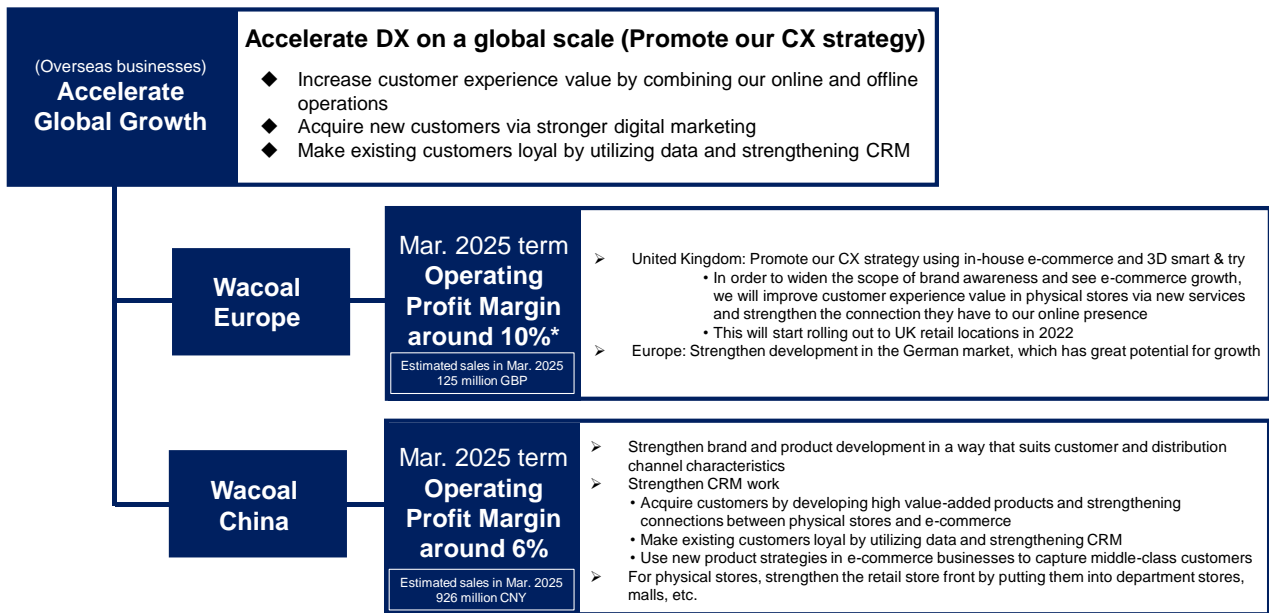 (Overseas businesses)
Accelerate
Global Growth
Accelerate DX on a global scale (Promote our CX strategy)
◆ Increase customer experience value by combining our online and offline
operations
◆ Acquire new customers via stronger digital marketing
◆ Make existing customers loyal by utilizing data and strengthening CRM
Wacoal
Europe
Mar. 2025 term
Operating
Profit Margin
around 10%*
Estimated sales in Mar. 2025
125 million GBP
➢ United Kingdom: Promote our CX strategy using in-house e-commerce and 3D smart & try
• In order to widen the scope of brand awareness and see e-commerce growth,
we will improve customer experience value in physical stores via new services
and strengthen the connection they have to our online presence
• This will start rolling out to UK retail locations in 2022
➢ Europe: Strengthen development in the German market, which has great potential for growth
Wacoal
China
Mar. 2025 term
Operating
Profit Margin
around 6%
Estimated sales in Mar. 2025
926 million CNY
➢ Strengthen brand and product development in a way that suits customer and distribution
channel characteristics
➢ Strengthen CRM work
• Acquire customers by developing high value-added products and strengthening
connections between physical stores and e-commerce
• Make existing customers loyal by utilizing data and strengthening CRM
• Use new product strategies in e-commerce businesses to capture middle-class customers
➢ For physical stores, strengthen the retail store front by putting them into department stores,
malls, etc.